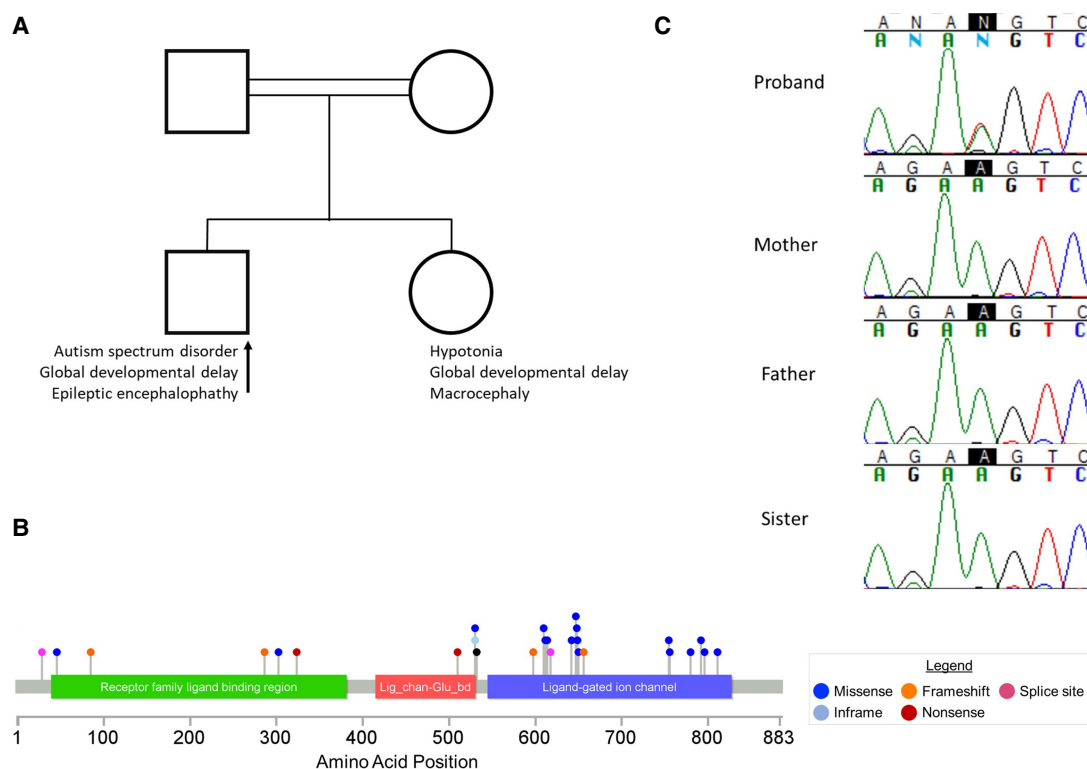 A
Autism spectrum disorder
Global developmental delay
Epileptic encephalophathy
Hypotonia
Global developmental delay
Macrocephaly
B
Receptor family ligand binding region
Lig_chan-Glu_bd
Ligand-gated ion channel
1 100 200 300 400 500 600 700 800 883
Amino Acid Position
C
A N A N G T C
A N A N G T C
Proband
A G A A G T C
A G A A G T C
Mother
A G A A G T C
A G A A G T C
Father
A G A A G T C
A G A A G T C
Sister
Legend
Missense Frameshift Splice site
Inframe Nonsense